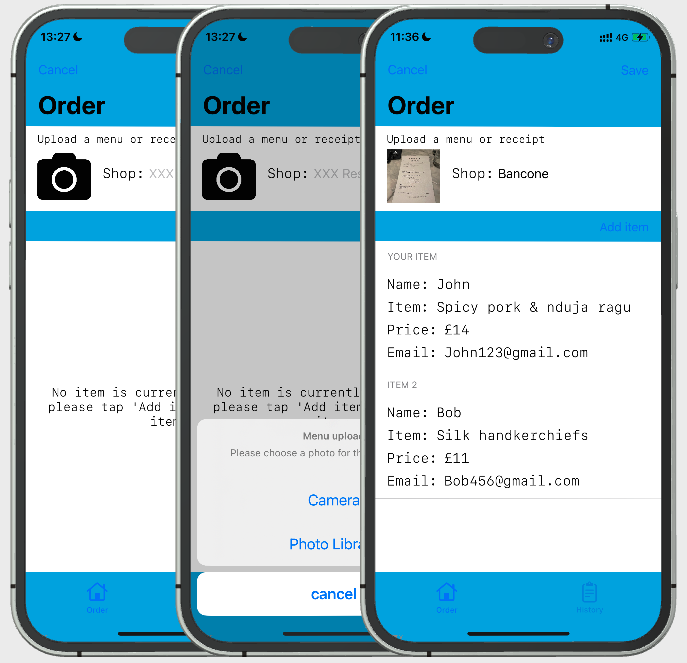 13:27
Cancel
Order
Upload a menu or rece
Shop: XXX
No item is curren
please tap 'Add i
item
Order
13:27
Cancel
Order
Upload a menu or receipt
Shop: XXX Res
No item is currentl
please tap 'Add item
Menu upload
Please choose a photo for th
Camera
Photo Libra
cancel
11:36
4G
Cancel
Save
Order
Upload a menu or receipt
Shop: Bancone
Add item
YOUR ITEM
Name: John
Item: Spicy pork & nduja ragu
Price: £14
Email: John123@gmail.com
ITEM 2
Name: Bob
Item: Silk handkerchiefs
Price: £11
Email: Bob456@gmail.com
Order
History